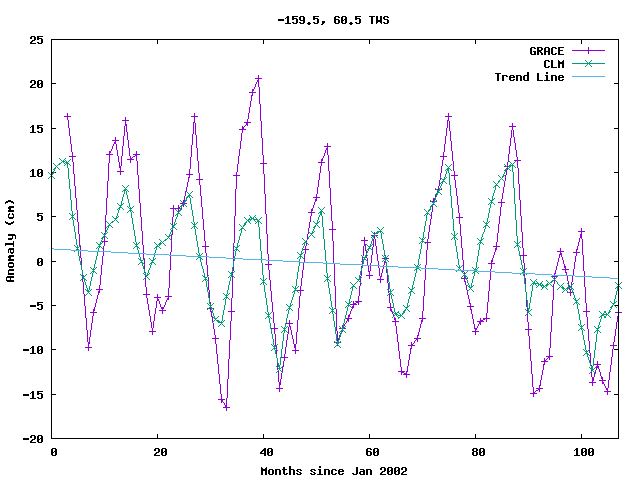 -159.5, 60.5 TWS
GRACE
CLM
Trend Line
25
20
15
10
5
0
-5
-10
-15
-20
Anomaly (cm)
0 20 40 60 80 100
Months since Jan 2002